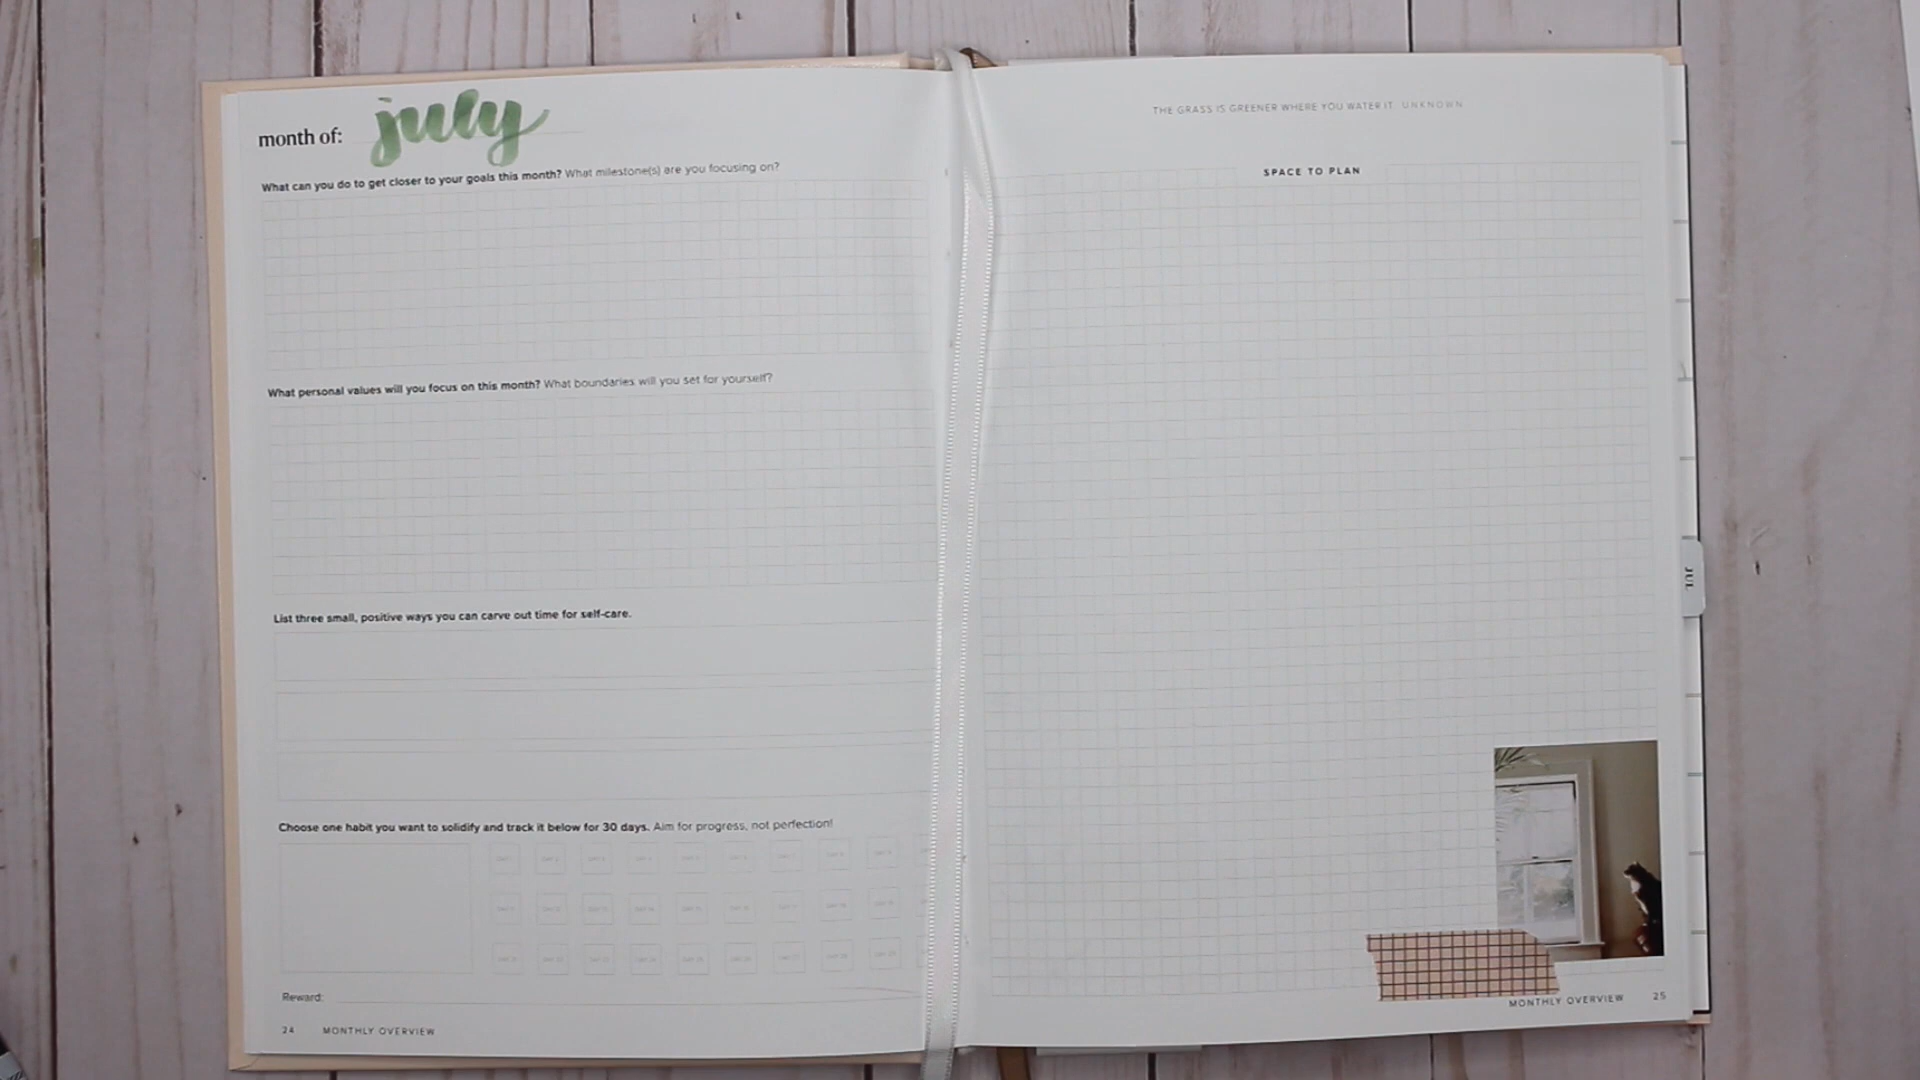 month of: july
What can you do to get closer to your goals this month? What milestone(s) are you focusing on?
What personal values will you focus on this month? What boundaries will you set for yourself?
List three small, positive ways you can carve out time for self-care.
Choose one habit you want to solidify and track it below for 30 days. Aim for progress, not perfection!
Reward:
24 MONTHLY OVERVIEW
THE GRASS IS GREENER WHERE YOU WATER IT. UNKNOWN
SPACE TO PLAN
JUL
MONTHLY OVERVIEW 25